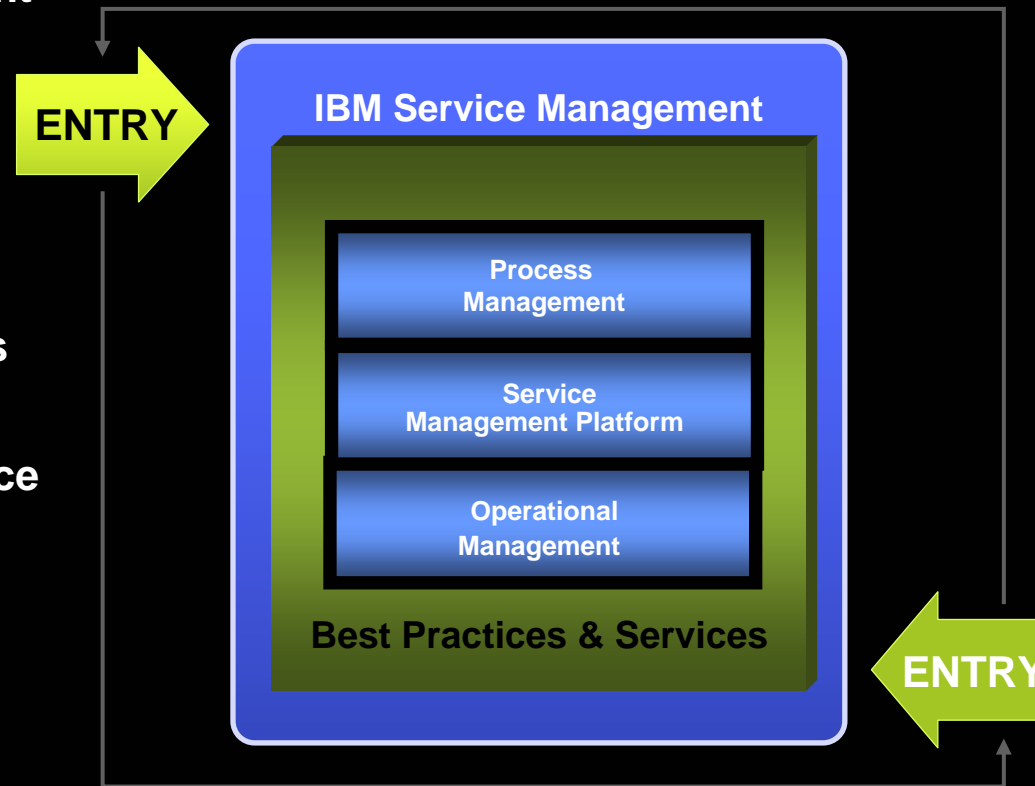 ENTRY
IBM Service Management
Process
Management
Service
Management Platform
Operational
Management
Best Practices & Services
ENTRY